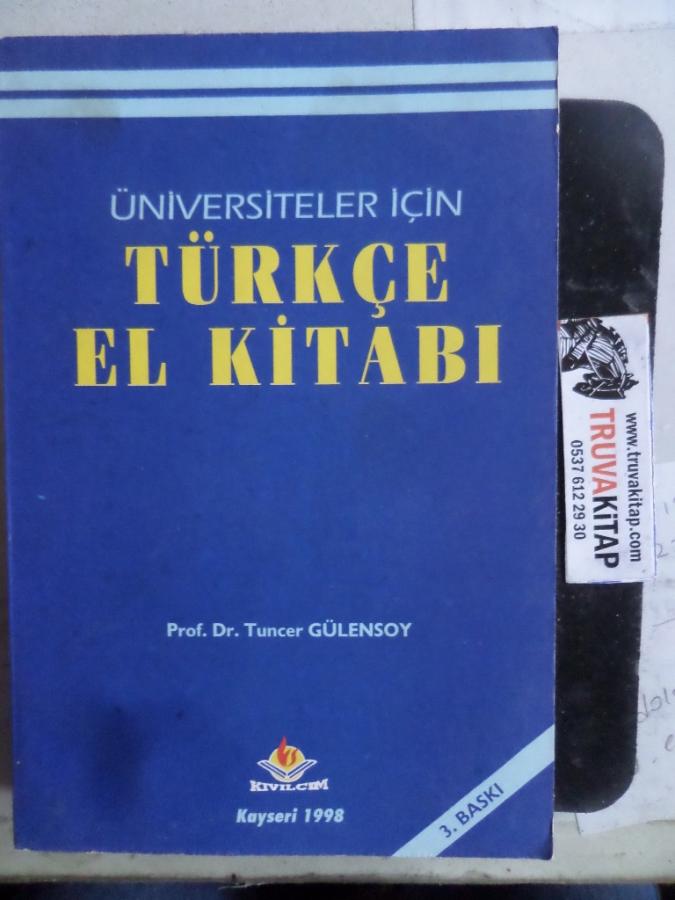 ÜNİVERSİTELER İÇİN
TÜRKÇE
EL KİTABI
Prof. Dr. Tuncer GÜLENSOY
KIVILCIM
Kayseri 1998
3. BASKI
www.truvakitap.com
TRUVAKİTAP
0537 612 29 30